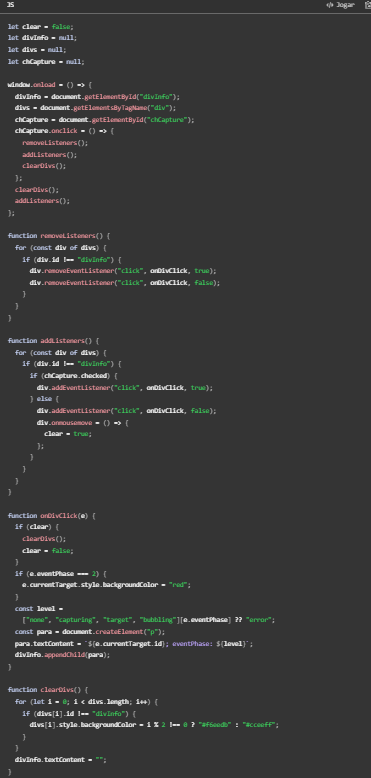 JS
Jogar
let clear = false;
let divInfo = null;
let divs = null;
let chCapture = null;

window.onload = () => {
  divInfo = document.getElementById("divInfo");
  divs = document.getElementsByTagName("div");
  chCapture = document.getElementById("chCapture");
  chCapture.onclick = () => {
    removeListeners();
    addListeners();
    clearDivs();
  };
  clearDivs();
  addListeners();
};

function removeListeners() {
  for (const div of divs) {
    if (div.id !== "divInfo") {
      div.removeEventListener("click", onDivClick, true);
      div.removeEventListener("click", onDivClick, false);
    }
  }
}

function addListeners() {
  for (const div of divs) {
    if (div.id !== "divInfo") {
      if (chCapture.checked) {
        div.addEventListener("click", onDivClick, true);
      } else {
        div.addEventListener("click", onDivClick, false);
        div.onmousemove = () => {
          clear = true;
        };
      }
    }
  }
}

function onDivClick(e) {
  if (clear) {
    clearDivs();
    clear = false;
  }
  if (e.eventPhase === 2) {
    e.currentTarget.style.backgroundColor = "red";
  }
  const level =
    ["none", "capturing", "target", "bubbling"][e.eventPhase] ?? "error";
  const para = document.createElement("p");
  para.textContent = `${e.currentTarget.id}; eventPhase: ${level}`;
  divInfo.appendChild(para);
}

function clearDivs() {
  for (let i = 0; i < divs.length; i++) {
    if (divs[i].id !== "divInfo") {
      divs[i].style.backgroundColor = i % 2 !== 0 ? "#f6eedb" : "#cceeff";
    }
  }
  divInfo.textContent = "";
}